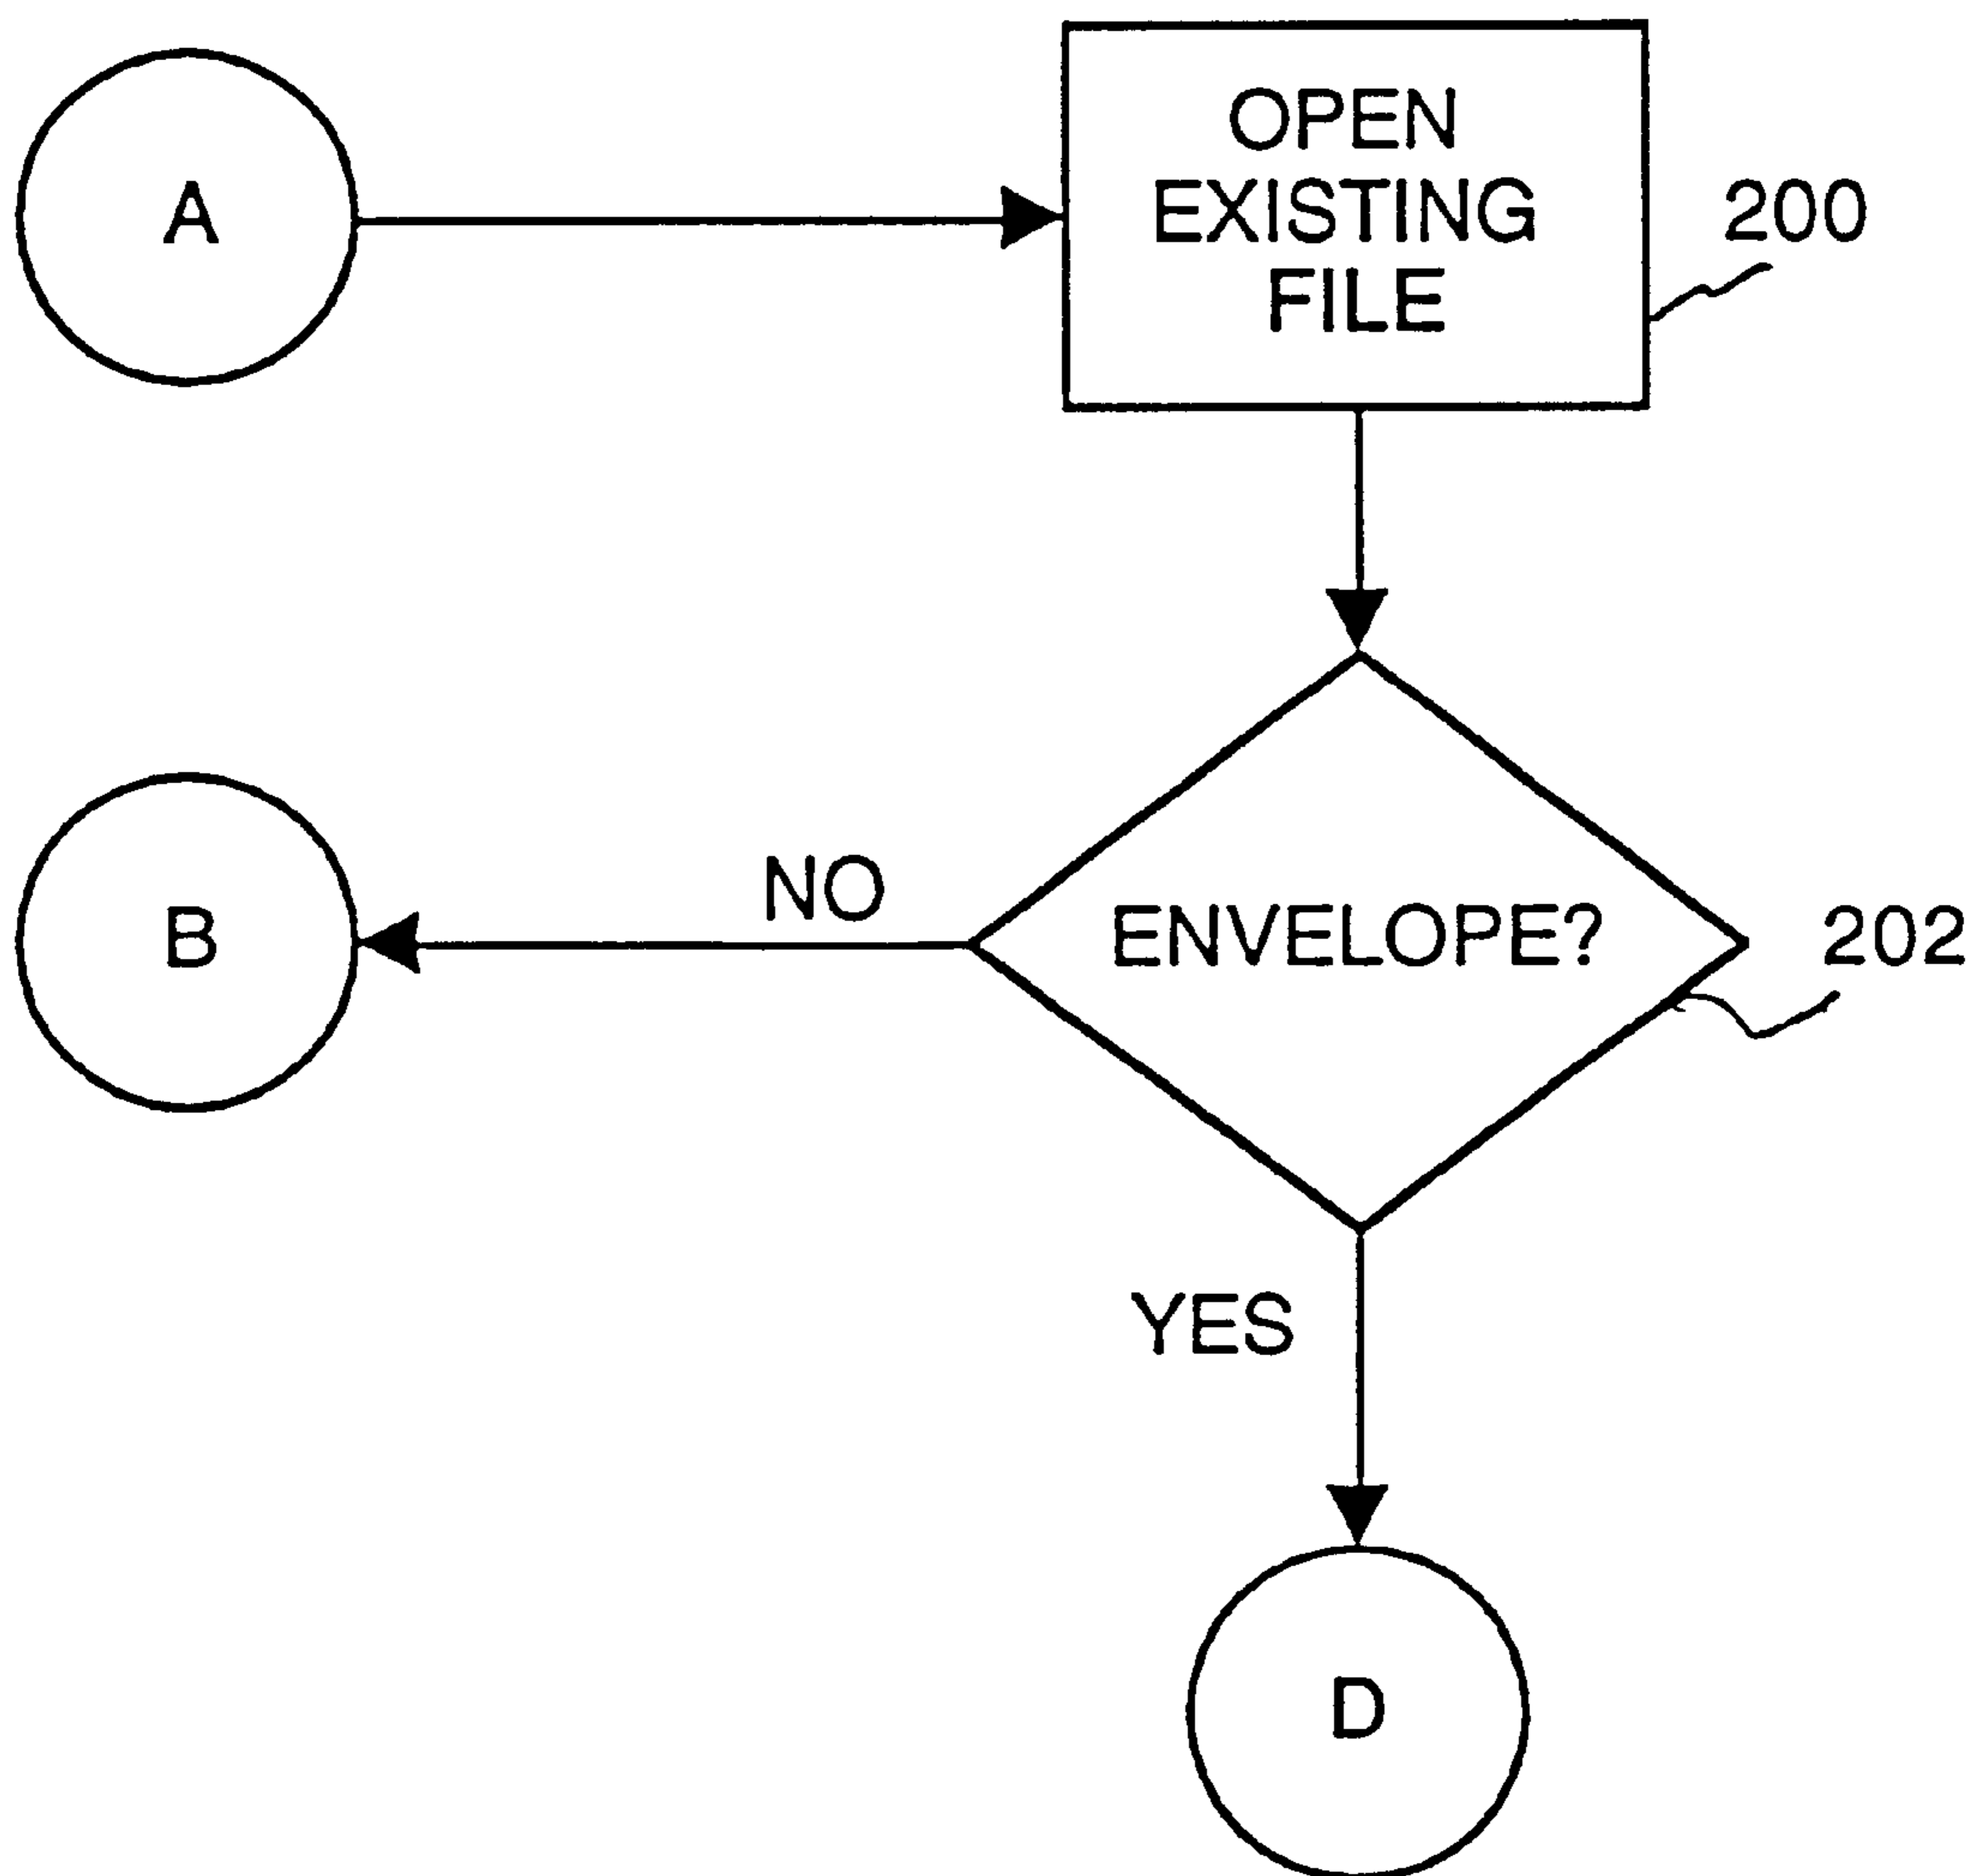 A
OPEN
EXISTING
FILE
200
B
NO
ENVELOPE?
202
YES
D